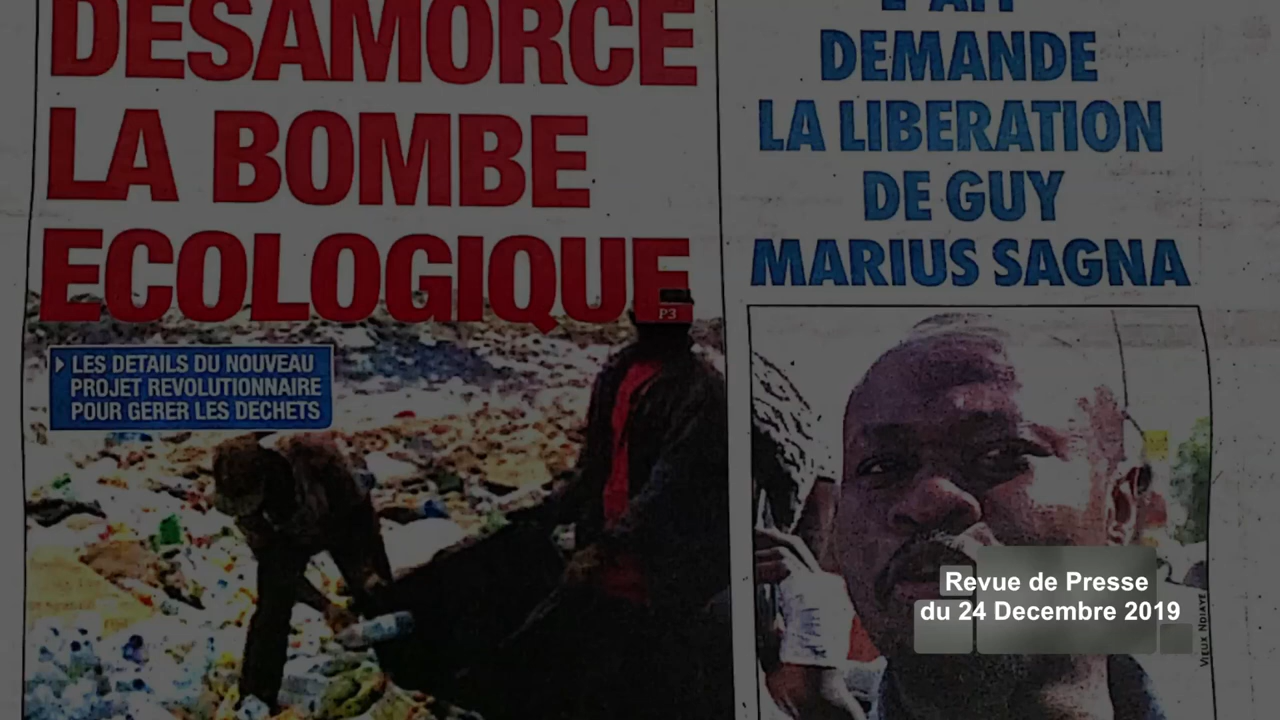 DESAMORCE
LA BOMBE
ECOLOGIQUE
P3
LES DETAILS DU NOUVEAU
PROJET REVOLUTIONNAIRE
POUR GERER LES DECHETS
DEMANDE
LA LIBERATION
DE GUY
MARIUS SAGNA
VIEUX NDIAYE
Revue de Presse
du 24 Decembre 2019